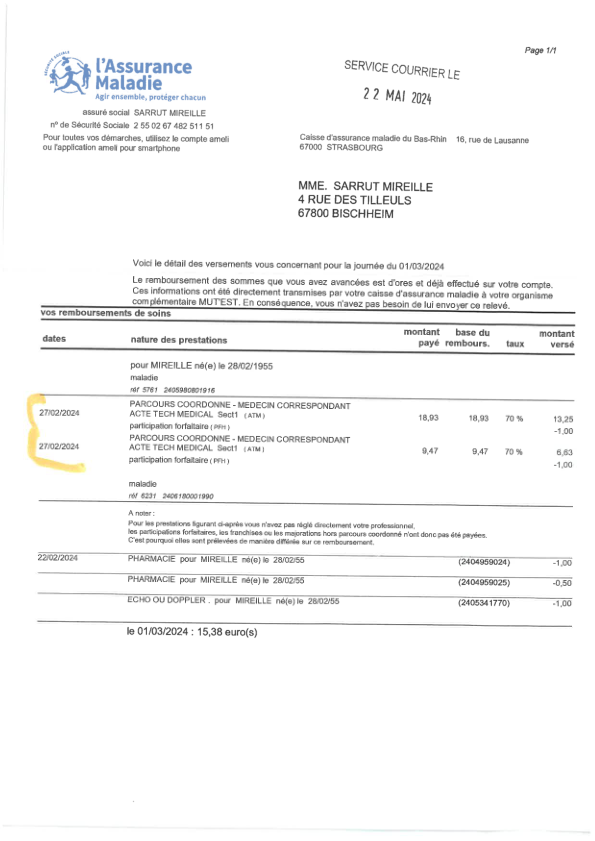 Page 1/1
SÉCURITÉ SOCIALE
l'Assurance
Maladie
Agir ensemble, protéger chacun
SERVICE COURRIER LE
22 MAI 2024
assuré social SARRUT MIREILLE
n° de Sécurité Sociale 2 55 02 67 482 511 51
Pour toutes vos démarches, utilisez le compte ameli
ou l'application ameli pour smartphone
Caisse d'assurance maladie du Bas-Rhin 16, rue de Lausanne
67000 STRASBOURG
MME. SARRUT MIREILLE
4 RUE DES TILLEULS
67800 BISCHHEIM
Voici le détail des versements vous concernant pour la journée du 01/03/2024
Le remboursement des sommes que vous avez avancées est d'ores et déjà effectué sur votre compte.
Ces informations ont été directement transmises par votre caisse d'assurance maladie à votre organisme
complémentaire MUT'EST. En conséquence, vous n'avez pas besoin de lui envoyer ce relevé.
vos remboursements de soins
dates nature des prestations montant payé base du rembours. taux montant versé
pour MIREILLE né(e) le 28/02/1955
maladie
réf 5761 2405980801916
27/02/2024 PARCOURS COORDONNE - MEDECIN CORRESPONDANT
ACTE TECH MEDICAL Sect1 (ATM) 18,93 18,93 70 % 13,25
participation forfaitaire (PFH) -1,00
27/02/2024 PARCOURS COORDONNE - MEDECIN CORRESPONDANT
ACTE TECH MEDICAL Sect1 (ATM) 9,47 9,47 70 % 6,63
participation forfaitaire (PFH) -1,00
maladie
réf 6231 2406180001990
A noter :
Pour les prestations figurant ci-après vous n'avez pas réglé directement votre professionnel,
les participations forfaitaires, les franchises ou les majorations hors parcours coordonné n'ont donc pas été payées.
C'est pourquoi elles sont prélevées de manière différée sur ce remboursement.
22/02/2024 PHARMACIE pour MIREILLE né(e) le 28/02/55 (2404959024) -1,00
PHARMACIE pour MIREILLE né(e) le 28/02/55 (2404959025) -0,50
ECHO OU DOPPLER . pour MIREILLE né(e) le 28/02/55 (2405341770) -1,00
le 01/03/2024 : 15,38 euro(s)